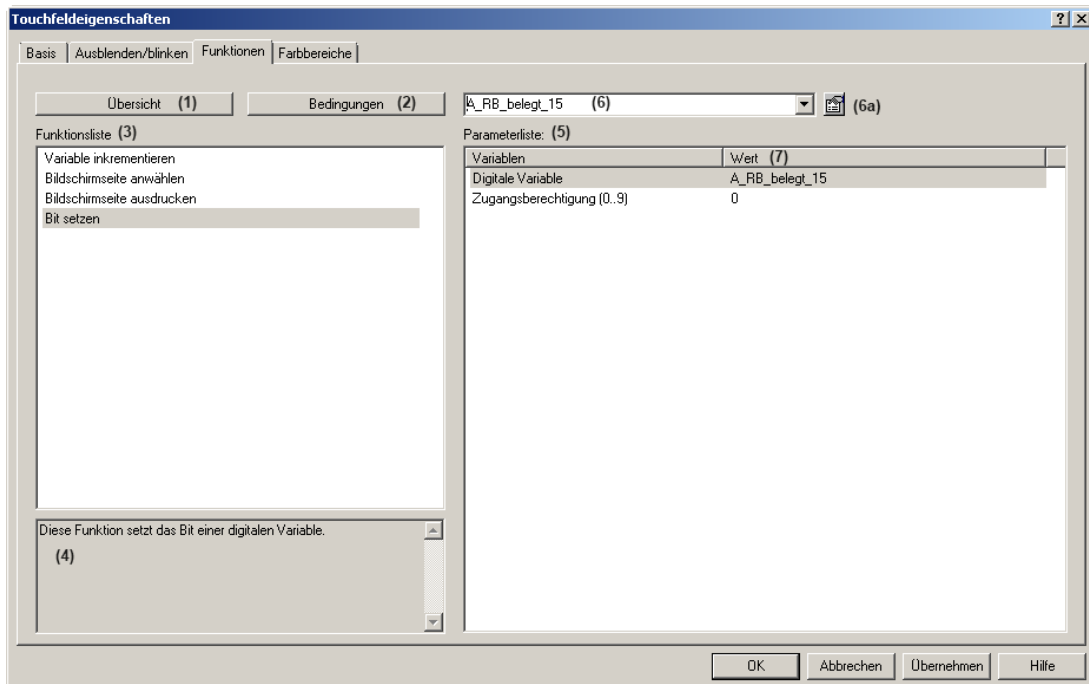 Touchfeldeigenschaften
Basis Ausblenden/blinken Funktionen Farbbereiche
Übersicht (1) Bedingungen (2) A_RB_belegt_15 (6) (6a)
Funktionsliste (3)
Variable inkrementieren
Bildschirmseite anwählen
Bildschirmseite ausdrucken
Bit setzen
Diese Funktion setzt das Bit einer digitalen Variable.
(4)
Parameterliste: (5)
Variablen Wert (7)
Digitale Variable A_RB_belegt_15
Zugangsberechtigung (0..9) 0
OK Abbrechen Übernehmen Hilfe